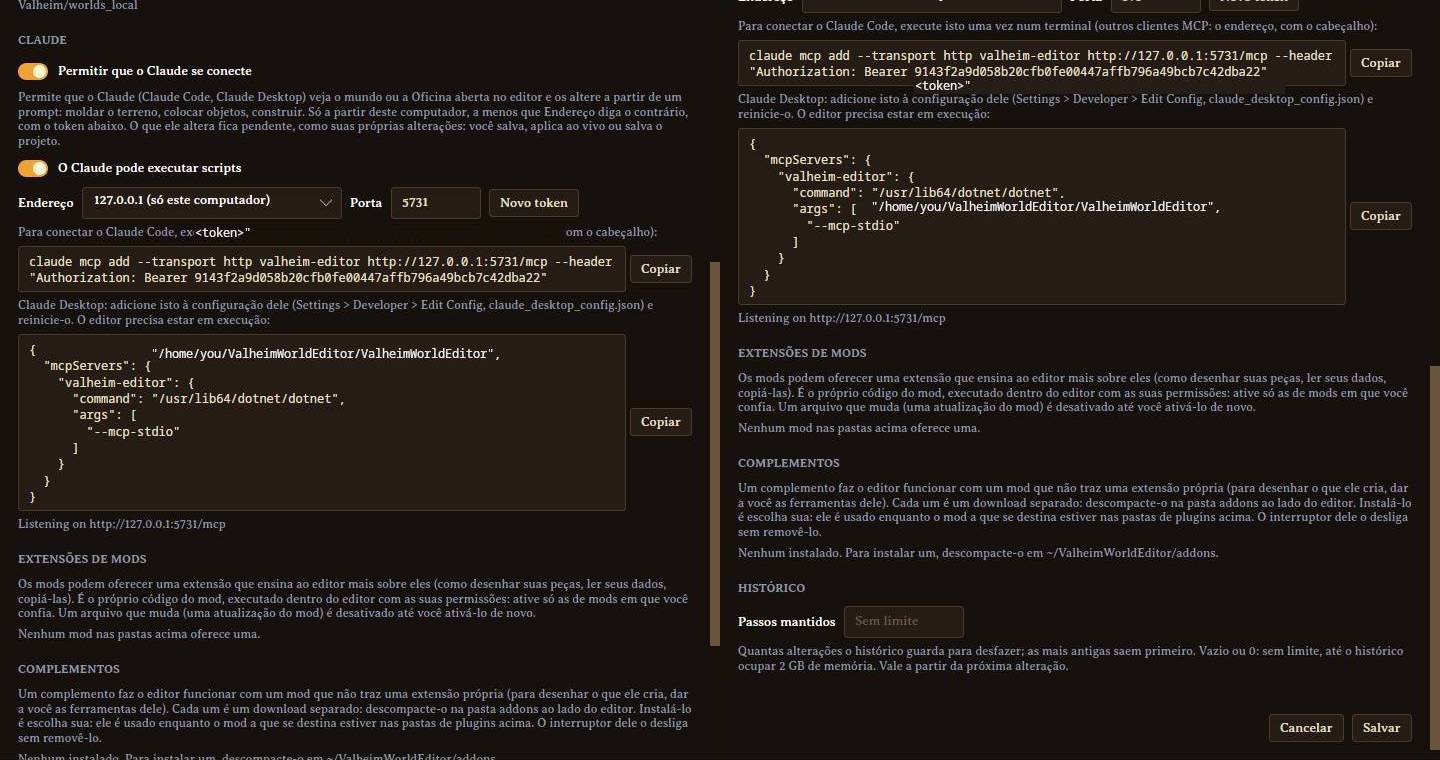 Valheim/worlds_local
CLAUDE
Permitir que o Claude se conecte
Permite que o Claude (Claude Code, Claude Desktop) veja o mundo ou a Oficina aberta no editor e os altere a partir de um
prompt: moldar o terreno, colocar objetos, construir. Só a partir deste computador, a menos que Endereço diga o contrário,
com o token abaixo. O que ele altera fica pendente, como suas próprias alterações: você salva, aplica ao vivo ou salva o
projeto.
O Claude pode executar scripts
Endereço 127.0.0.1 (só este computador) Porta 5731 Novo token
Para conectar o Claude Code, ex <token>" om o cabeçalho):
claude mcp add --transport http valheim-editor http://127.0.0.1:5731/mcp --header
"Authorization: Bearer 9143f2a9d058b20cfb0fe00447affb796a49bcb7c42dba22"
Copiar
Claude Desktop: adicione isto à configuração dele (Settings > Developer > Edit Config, claude_desktop_config.json) e
reinicie-o. O editor precisa estar em execução:
{
"/home/you/ValheimWorldEditor/ValheimWorldEditor",
"mcpServers": {
"valheim-editor": {
"command": "/usr/lib64/dotnet/dotnet",
"args": [
"--mcp-stdio"
]
}
}
}
Copiar
Listening on http://127.0.0.1:5731/mcp
EXTENSÕES DE MODS
Os mods podem oferecer uma extensão que ensina ao editor mais sobre eles (como desenhar suas peças, ler seus dados,
copiá-las). É o próprio código do mod, executado dentro do editor com as suas permissões: ative só as de mods em que você
confia. Um arquivo que muda (uma atualização do mod) é desativado até você ativá-lo de novo.
Nenhum mod nas pastas acima oferece uma.
COMPLEMENTOS
Um complemento faz o editor funcionar com um mod que não traz uma extensão própria (para desenhar o que ele cria, dar
a você as ferramentas dele). Cada um é um download separado: descompacte-o na pasta addons ao lado do editor. Instalá-lo
é escolha sua: ele é usado enquanto o mod a que se destina estiver nas pastas de plugins acima. O interruptor dele o desliga
sem removê-lo.
Nenhum instalado. Para instalar um, descompacte-o em ~/ValheimWorldEditor/addons.
Para conectar o Claude Code, execute isto uma vez num terminal (outros clientes MCP: o endereço, com o cabeçalho):
claude mcp add --transport http valheim-editor http://127.0.0.1:5731/mcp --header
"Authorization: Bearer 9143f2a9d058b20cfb0fe00447affb796a49bcb7c42dba22"
<token>"
Copiar
Claude Desktop: adicione isto à configuração dele (Settings > Developer > Edit Config, claude_desktop_config.json) e
reinicie-o. O editor precisa estar em execução:
{
"mcpServers": {
"valheim-editor": {
"command": "/usr/lib64/dotnet/dotnet",
"args": [ "/home/you/ValheimWorldEditor/ValheimWorldEditor",
"--mcp-stdio"
]
}
}
}
Copiar
Listening on http://127.0.0.1:5731/mcp
EXTENSÕES DE MODS
Os mods podem oferecer uma extensão que ensina ao editor mais sobre eles (como desenhar suas peças, ler seus dados,
copiá-las). É o próprio código do mod, executado dentro do editor com as suas permissões: ative só as de mods em que você
confia. Um arquivo que muda (uma atualização do mod) é desativado até você ativá-lo de novo.
Nenhum mod nas pastas acima oferece uma.
COMPLEMENTOS
Um complemento faz o editor funcionar com um mod que não traz uma extensão própria (para desenhar o que ele cria, dar
a você as ferramentas dele). Cada um é um download separado: descompacte-o na pasta addons ao lado do editor. Instalá-lo
é escolha sua: ele é usado enquanto o mod a que se destina estiver nas pastas de plugins acima. O interruptor dele o desliga
sem removê-lo.
Nenhum instalado. Para instalar um, descompacte-o em ~/ValheimWorldEditor/addons.
HISTÓRICO
Passos mantidos Sem limite
Quantas alterações o histórico guarda para desfazer; as mais antigas saem primeiro. Vazio ou 0: sem limite, até o histórico
ocupar 2 GB de memória. Vale a partir da próxima alteração.
Cancelar Salvar